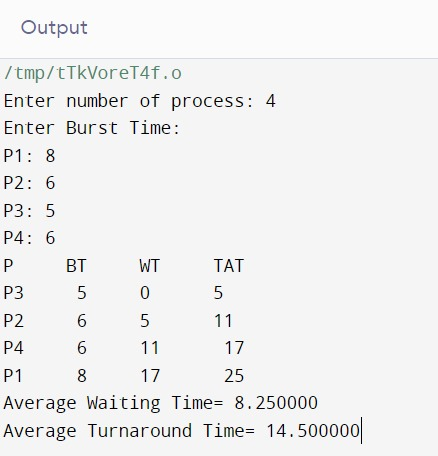 Output
/tmp/tTkVoreT4f.o
Enter number of process: 4
Enter Burst Time:
P1: 8
P2: 6
P3: 5
P4: 6
P     BT     WT     TAT
P3      5     0      5
P2      6     5      11
P4      6     11      17
P1      8     17      25
Average Waiting Time= 8.250000
Average Turnaround Time= 14.500000